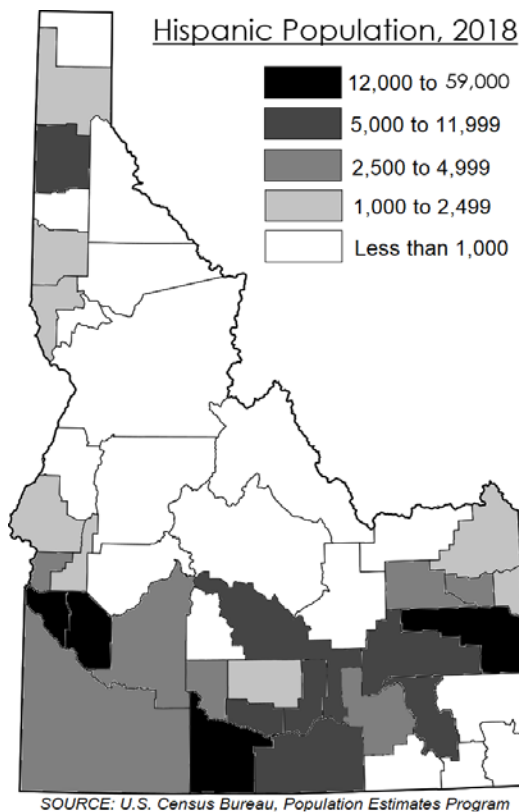 Hispanic Population, 2018
12,000 to 59,000
5,000 to 11,999
2,500 to 4,999
1,000 to 2,499
Less than 1,000
SOURCE: U.S. Census Bureau, Population Estimates Program